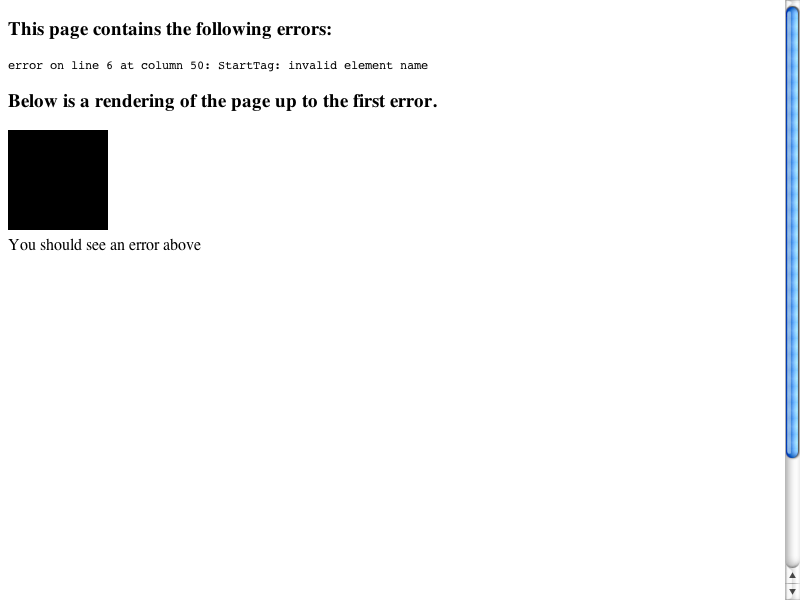 This page contains the following errors:
error on line 6 at column 50: StartTag: invalid element name
Below is a rendering of the page up to the first error.
You should see an error above